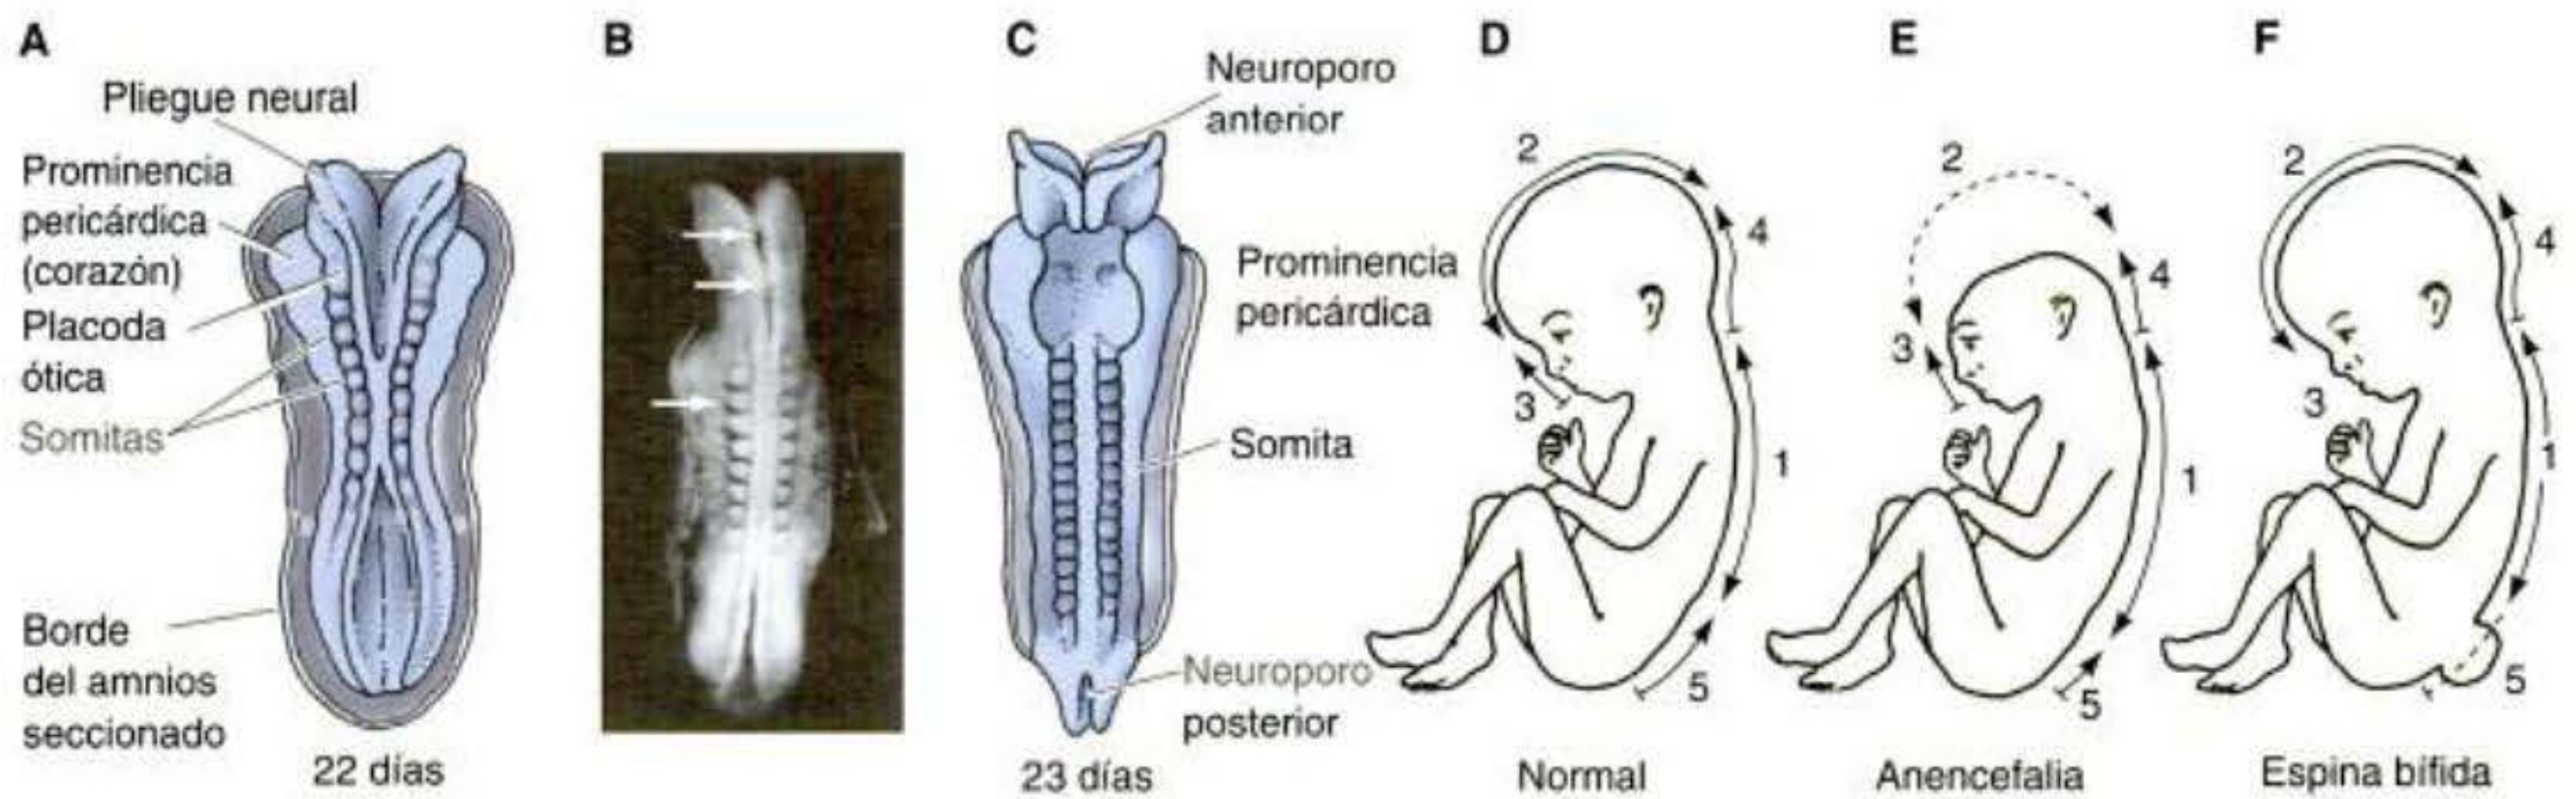 A
Pliegue neural
Prominencia
pericárdica
(corazón)
Placoda
ótica
Somitas
Borde
del amnios
seccionado
22 días
B
C
Neuroporo
anterior
Prominencia
pericárdica
Somita
Neuroporo
posterior
23 días
D
2
4
3
1
5
Normal
E
2
4
3
1
5
Anencefalia
F
2
4
3
1
5
Espina bífida